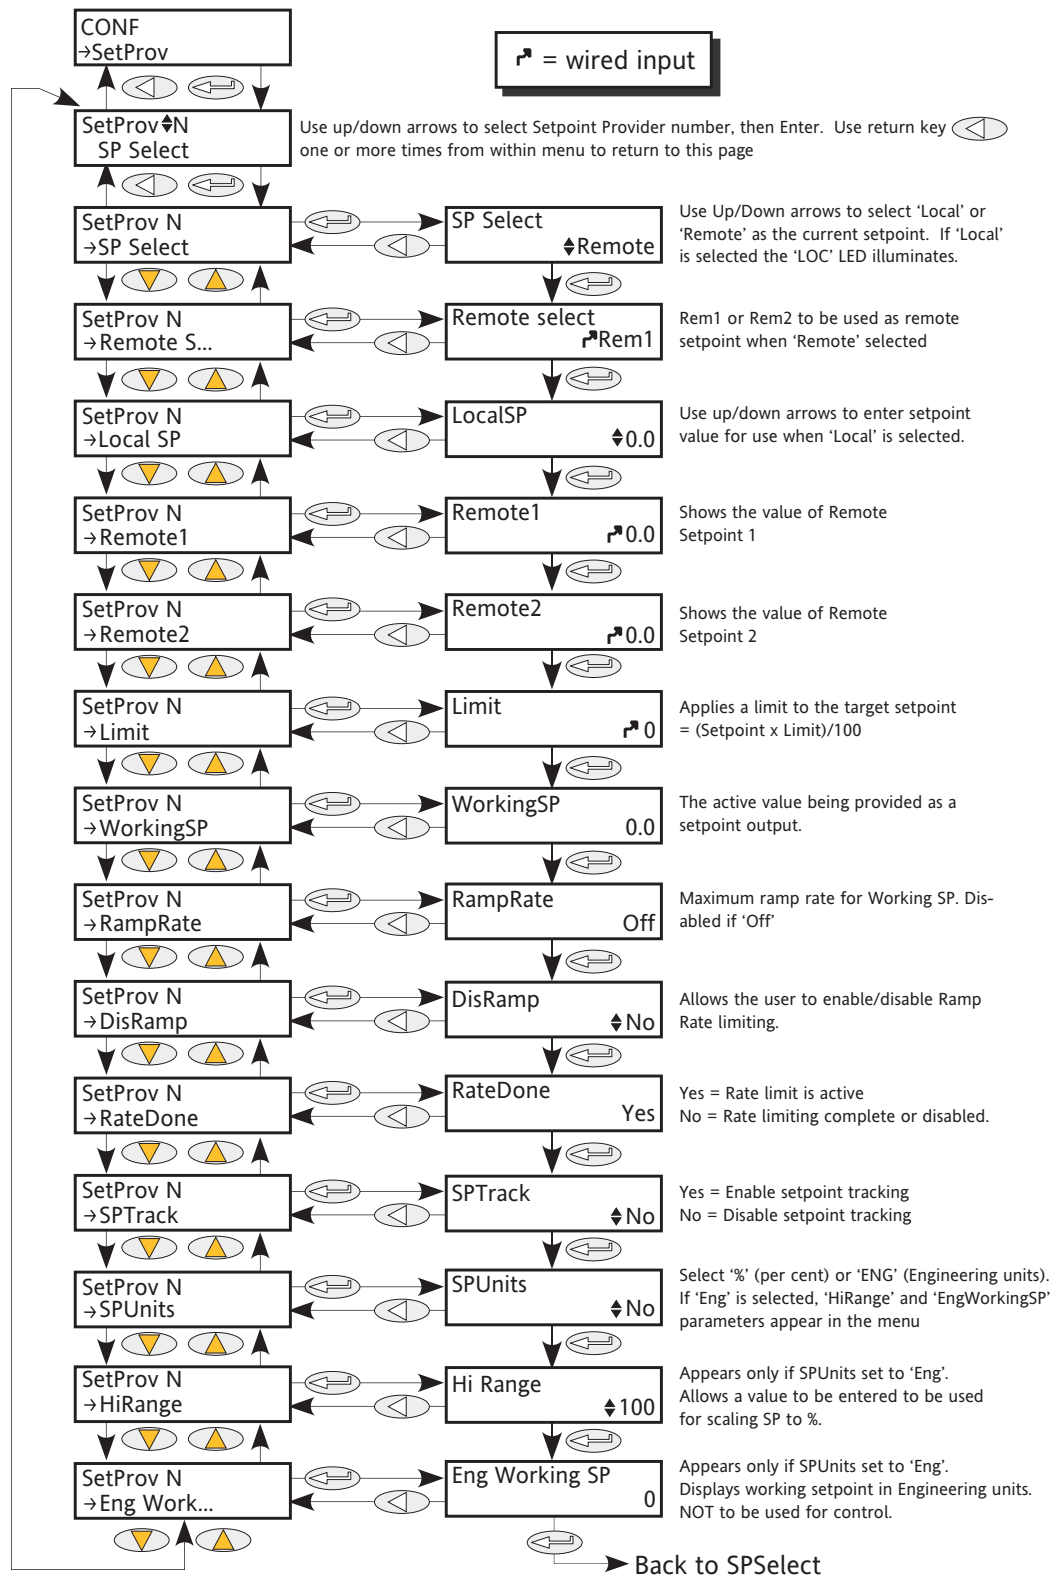 CONF
→SetProv
= wired input
SetProv♦N
SP Select
Use up/down arrows to select Setpoint Provider number, then Enter. Use return key
one or more times from within menu to return to this page
SetProv N
→SP Select
SP Select
♦Remote
Use Up/Down arrows to select ‘Local’ or
‘Remote’ as the current setpoint. If ‘Local’
is selected the ‘LOC’ LED illuminates.
SetProv N
→Remote S...
Remote select
Rem1
Rem1 or Rem2 to be used as remote
setpoint when ‘Remote’ selected
SetProv N
→Local SP
LocalSP
♦0.0
Use up/down arrows to enter setpoint
value for use when ‘Local’ is selected.
SetProv N
→Remote1
Remote1
0.0
Shows the value of Remote
Setpoint 1
SetProv N
→Remote2
Remote2
0.0
Shows the value of Remote
Setpoint 2
SetProv N
→Limit
Limit
0
Applies a limit to the target setpoint
= (Setpoint x Limit)/100
SetProv N
→WorkingSP
WorkingSP
0.0
The active value being provided as a
setpoint output.
SetProv N
→RampRate
RampRate
Off
Maximum ramp rate for Working SP. Dis-
abled if ‘Off’
SetProv N
→DisRamp
DisRamp
♦No
Allows the user to enable/disable Ramp
Rate limiting.
SetProv N
→RateDone
RateDone
Yes
Yes = Rate limit is active
No = Rate limiting complete or disabled.
SetProv N
→SPTrack
SPTrack
♦No
Yes = Enable setpoint tracking
No = Disable setpoint tracking
SetProv N
→SPUnits
SPUnits
♦No
Select ‘%’ (per cent) or ‘ENG’ (Engineering units).
If ‘Eng’ is selected, ‘HiRange’ and ‘EngWorkingSP’
parameters appear in the menu
SetProv N
→HiRange
Hi Range
♦100
Appears only if SPUnits set to ‘Eng’.
Allows a value to be entered to be used
for scaling SP to %.
SetProv N
→Eng Work...
Eng Working SP
0
Appears only if SPUnits set to ‘Eng’.
Displays working setpoint in Engineering units.
NOT to be used for control.
Back to SPSelect